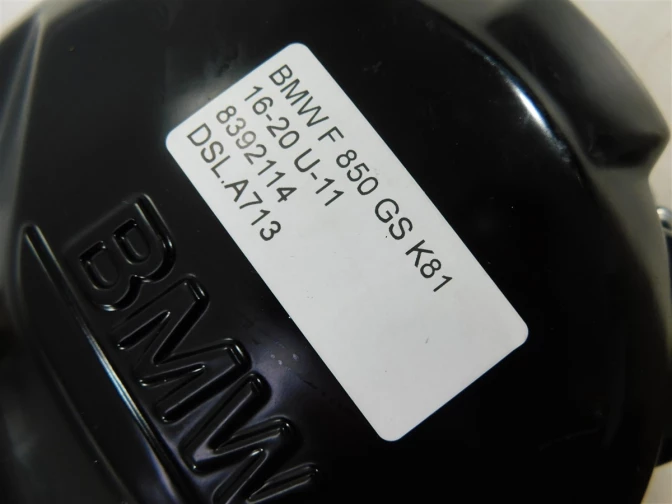 BMW F 850 GS K81
16-20 U-11
8392114
DSL.A713
BMW